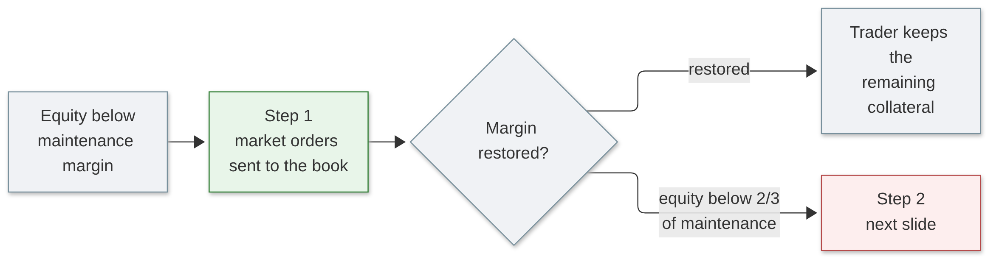 Equity below
maintenance
margin
Step 1
market orders
sent to the book
Margin
restored?
restored
Trader keeps
the
remaining
collateral
equity below 2/3
of maintenance
Step 2
next slide